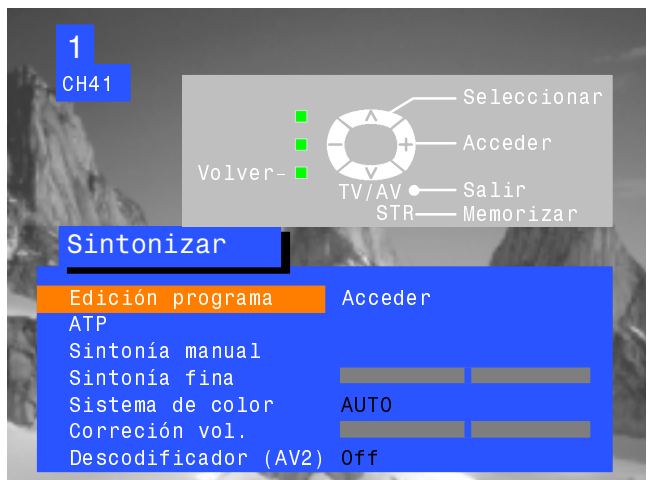 1
CH41
Seleccionar
Acceder
Volver
TV/AV Salir
STR Memorizar
Sintonizar
Edición programa Acceder
ATP
Sintonía manual
Sintonía fina
Sistema de color AUTO
Correción vol.
Descodificador (AV2) Off